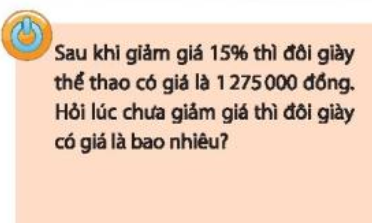 Sau khi giảm giá 15% thì đôi giày
thể thao có giá là 1 275 000 đồng.
Hỏi lúc chưa giảm giá thì đôi giày
có giá là bao nhiêu?